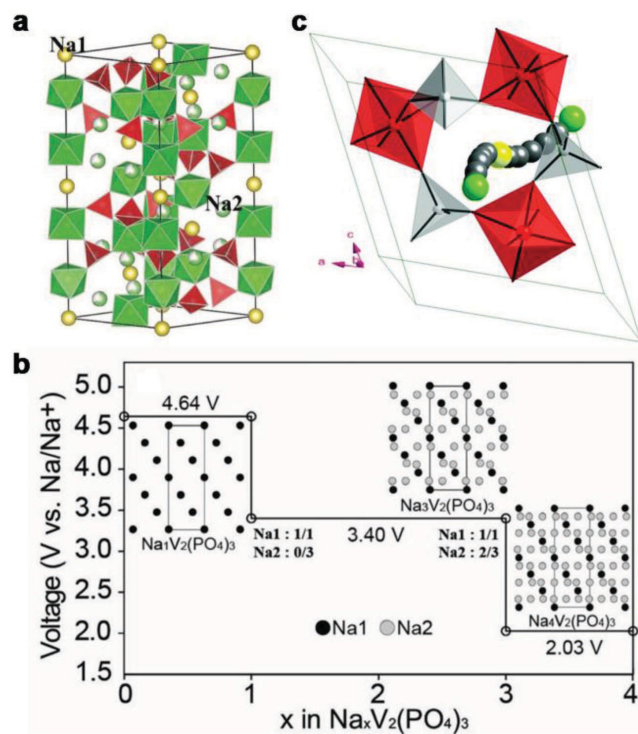 a
Na1
Na2
c
c
b
a
b
5.0
4.5
4.0
3.5
3.0
2.5
2.0
1.5
Voltage (V vs. Na/Na+)
4.64 V
Na₁V₂(PO₄)₃
Na1 : 1/1
Na2 : 0/3
3.40 V
Na₃V₂(PO₄)₃
Na1 : 1/1
Na2 : 2/3
Na₄V₂(PO₄)₃
2.03 V
Na1 Na2
0 1 2 3 4
x in NaₓV₂(PO₄)₃